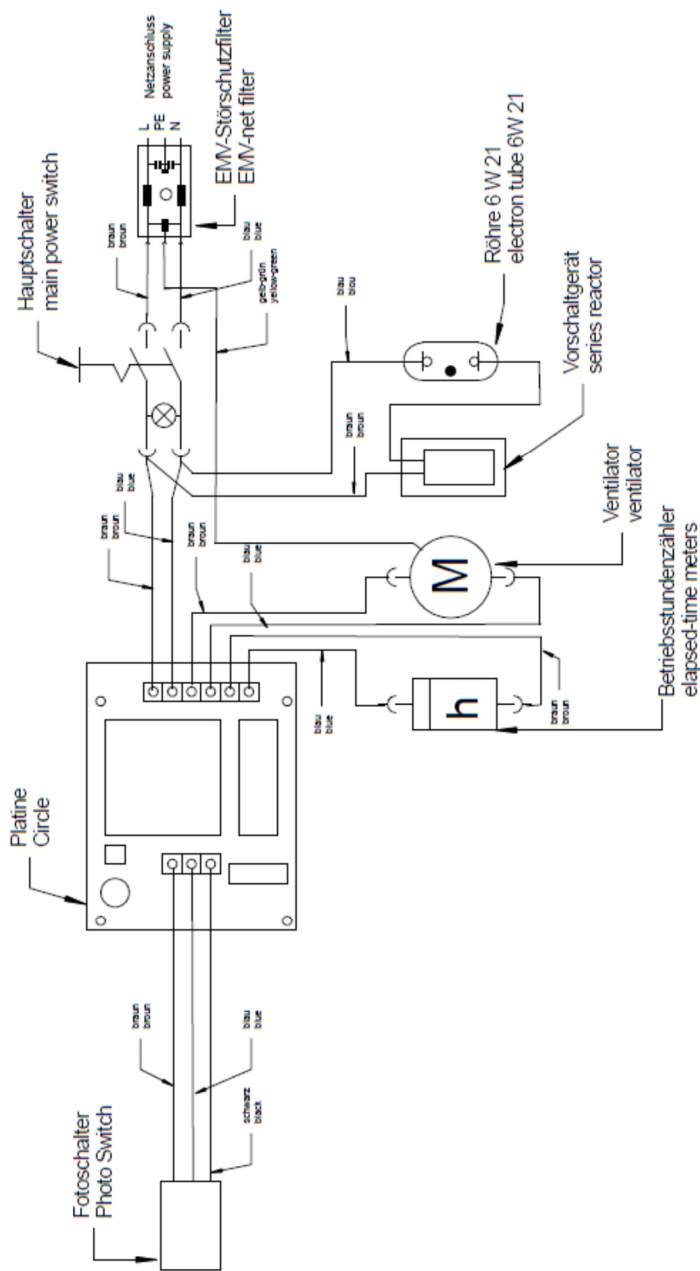 Fotoschalter
Photo Switch
braun
broun
blau
blue
schwarz
black
Platine
Circle
braun
broun
blau
blue
braun
broun
blau
blue
blau
blue
h
braun
broun
Betriebsstundenzähler
elapsed-time meters
M
Ventilator
ventilator
Hauptschalter
main power switch
braun
broun
blau
blue
gelb-grün
yellow-green
braun
broun
blau
blou
Vorschaltgerät
series reactor
Röhre 6 W 21
electron tube 6W 21
Netzanschluss
power supply
L
PE
N
EMV-Störschutzfilter
EMV-net filter